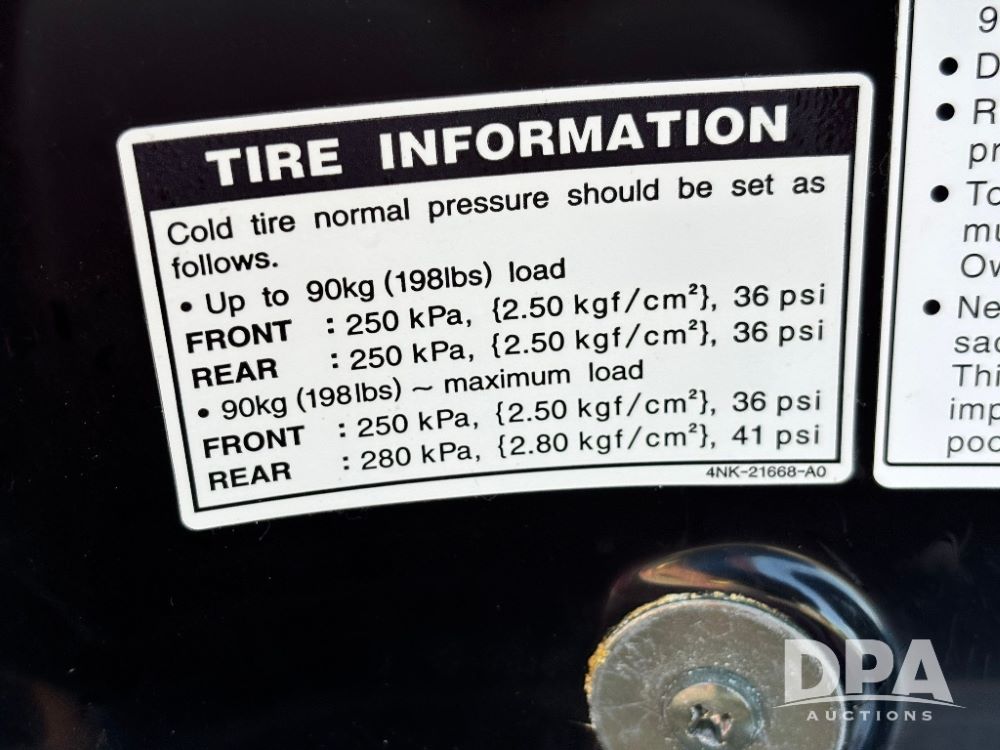 TIRE INFORMATION
Cold tire normal pressure should be set as
follows.
• Up to 90kg (198lbs) load
FRONT : 250 kPa, {2.50 kgf/cm²}, 36 psi
REAR : 250 kPa, {2.50 kgf/cm²}, 36 psi
• 90kg (198lbs) ~ maximum load
FRONT : 250 kPa, {2.50 kgf/cm²}, 36 psi
REAR : 280 kPa, {2.80 kgf/cm²}, 41 psi
4NK-21668-A0
DPA
AUCTIONS